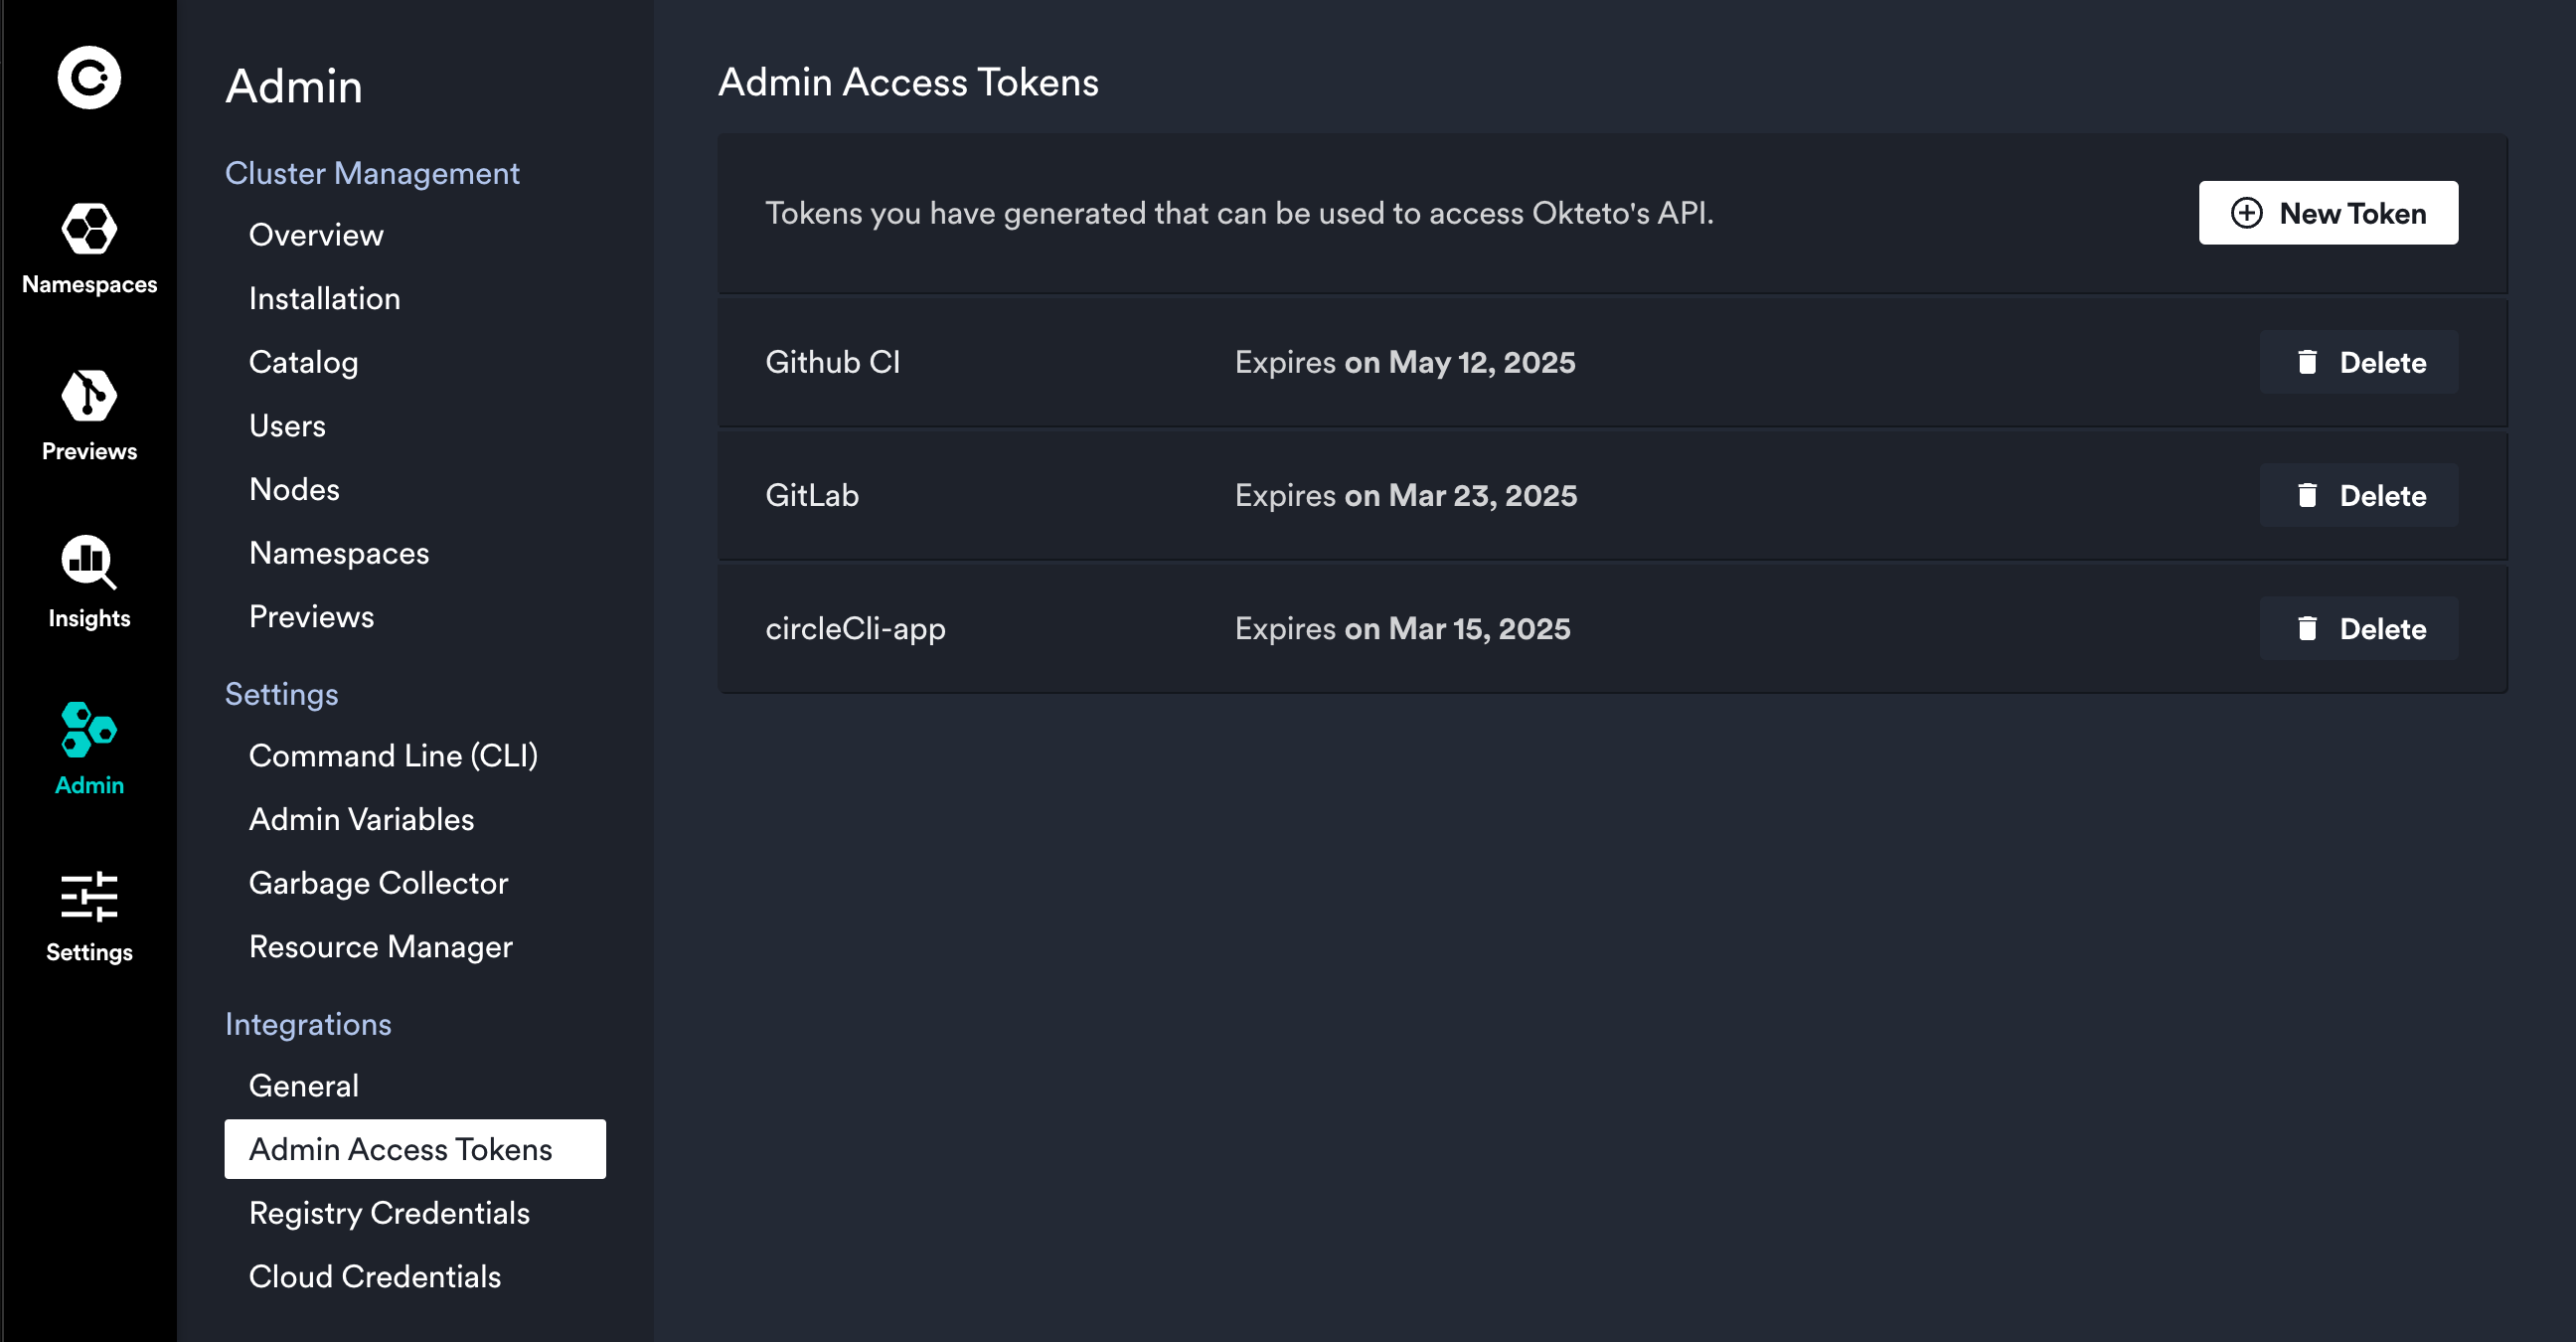 Namespaces
Previews
Insights
Admin
Settings
Admin
Cluster Management
Overview
Installation
Catalog
Users
Nodes
Namespaces
Previews
Settings
Command Line (CLI)
Admin Variables
Garbage Collector
Resource Manager
Integrations
General
Admin Access Tokens
Registry Credentials
Cloud Credentials
Admin Access Tokens
Tokens you have generated that can be used to access Okteto's API. New Token
Github CI Expires on May 12, 2025 Delete
GitLab Expires on Mar 23, 2025 Delete
circleCli-app Expires on Mar 15, 2025 Delete